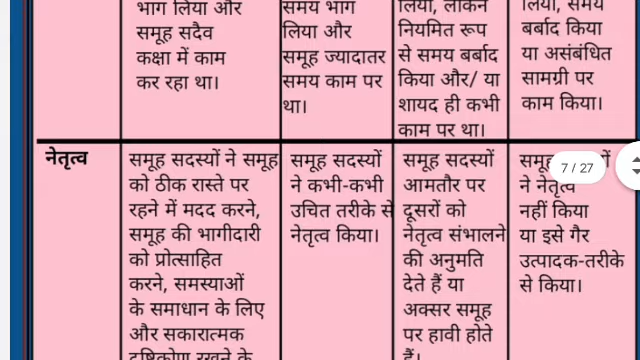 भाग लिया और
समूह सदैव
कक्षा में काम
कर रहा था।
समय भाग
लिया और
समूह ज्यादातर
समय काम पर
था।
लिया, लेकिन
नियमित रूप
से समय बर्बाद
किया और/ या
शायद ही कभी
काम पर था।
लिया, समय
बर्बाद किया
या असंबंधित
सामग्री पर
काम किया।
नेतृत्व
समूह सदस्यों ने समूह
को ठीक रास्ते पर
रहने में मदद करने,
समूह की भागीदारी
को प्रोत्साहित
करने, समस्याओं
के समाधान के लिए
और सकारात्मक
दृष्टिकोण रखने के
समूह सदस्यों
ने कभी-कभी
उचित तरीके से
नेतृत्व किया।
समूह सदस्यों
आमतौर पर
दूसरों को
नेतृत्व संभालने
की अनुमति
देते हैं या
अक्सर समूह
पर हावी होते
हैं।
ने नेतृत्व
नहीं किया
या इसे गैर
उत्पादक-तरीके
से किया।
7 / 27